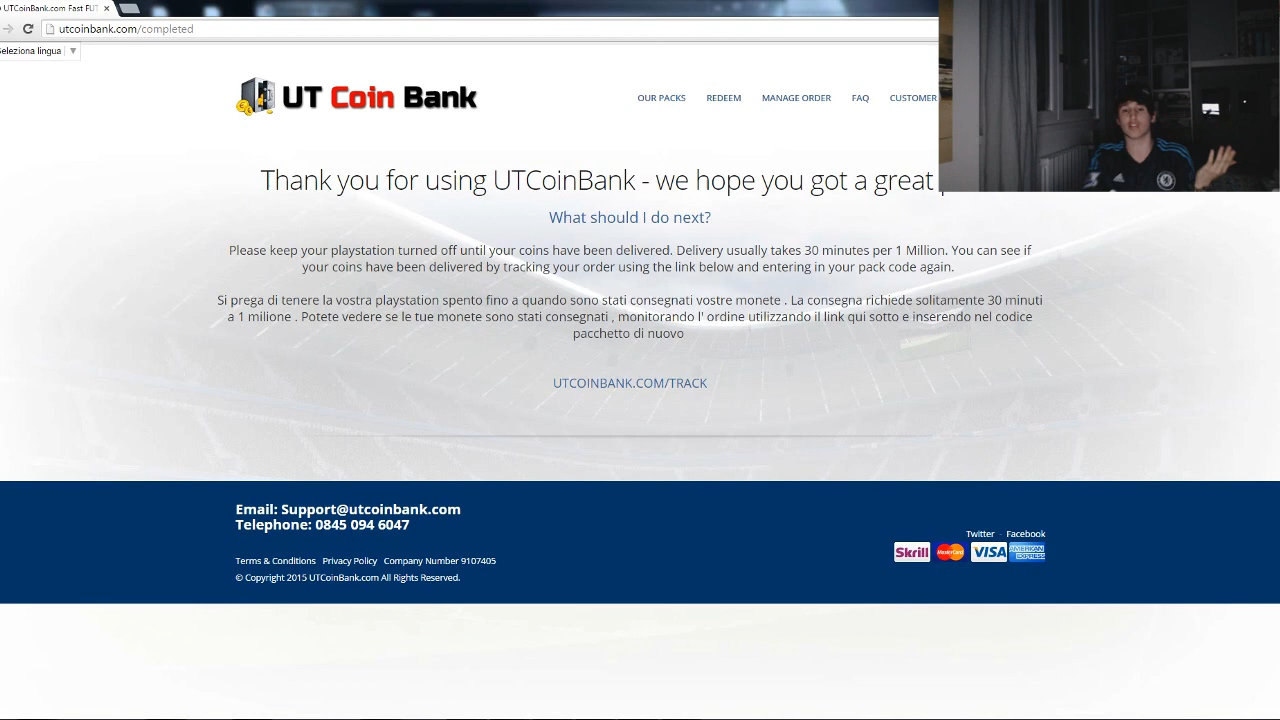 UTCoinBank.com Fast FUT
utcoinbank.com/completed
Seleziona lingua
UT Coin Bank
OUR PACKS REDEEM MANAGE ORDER FAQ CUSTOMER
Thank you for using UTCoinBank - we hope you got a great
What should I do next?
Please keep your playstation turned off until your coins have been delivered. Delivery usually takes 30 minutes per 1 Million. You can see if
your coins have been delivered by tracking your order using the link below and entering in your pack code again.
Si prega di tenere la vostra playstation spento fino a quando sono stati consegnati vostre monete . La consegna richiede solitamente 30 minuti
a 1 milione . Potete vedere se le tue monete sono stati consegnati , monitorando l' ordine utilizzando il link qui sotto e inserendo nel codice
pacchetto di nuovo
UTCOINBANK.COM/TRACK
Email: Support@utcoinbank.com
Telephone: 0845 094 6047
Twitter - Facebook
Skrill MasterCard VISA AMERICAN EXPRESS
Terms & Conditions Privacy Policy Company Number 9107405
© Copyright 2015 UTCoinBank.com All Rights Reserved.